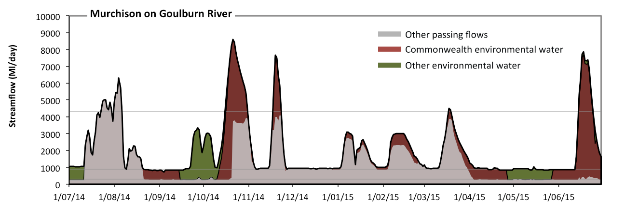 Murchison on Goulburn River
Streamflow (Ml/day)
10000
9000
8000
7000
6000
5000
4000
3000
2000
1000
0
Other passing flows
Commonwealth environmental water
Other environmental water
1/07/14 1/08/14 1/09/14 1/10/14 1/11/14 1/12/14 1/01/15 1/02/15 1/03/15 1/04/15 1/05/15 1/06/15